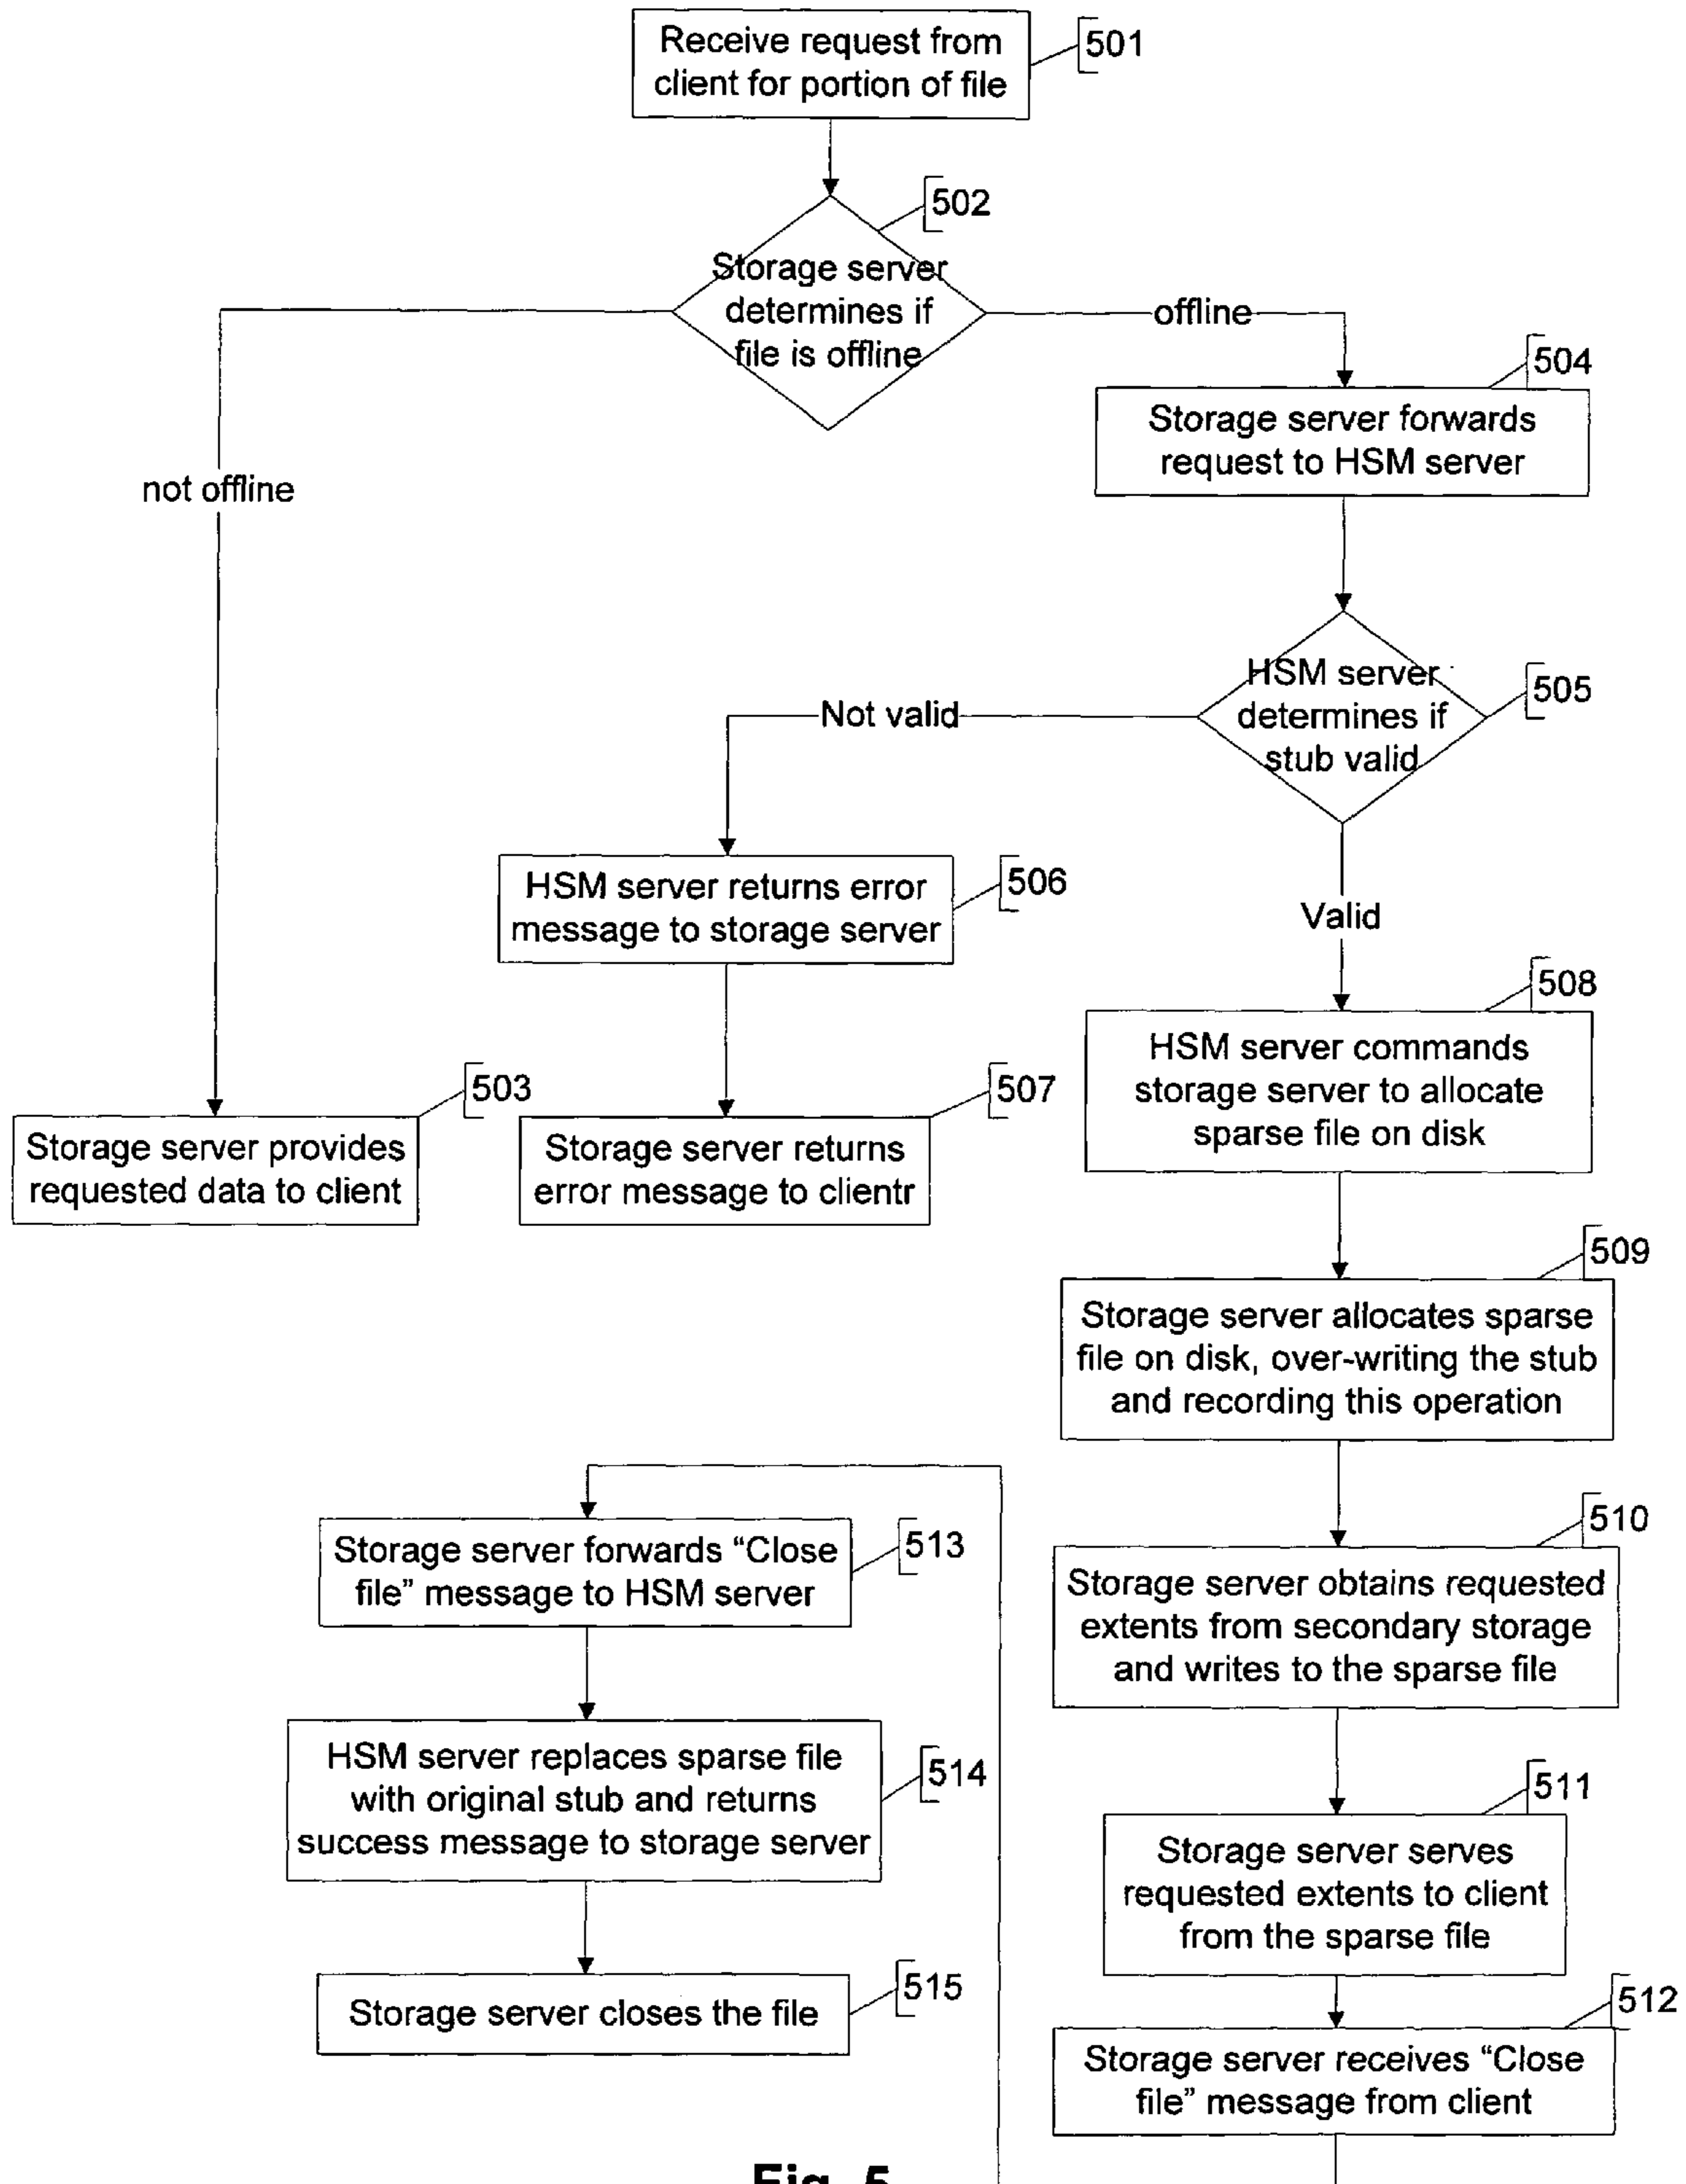 Receive request from
client for portion of file
501
502
Storage server
determines if
file is offline
offline
not offline
504
Storage server forwards
request to HSM server
HSM server
determines if
stub valid
505
Not valid
Valid
HSM server returns error
message to storage server
506
508
HSM server commands
storage server to allocate
sparse file on disk
503
Storage server provides
requested data to client
507
Storage server returns
error message to clientr
509
Storage server allocates sparse
file on disk, over-writing the stub
and recording this operation
510
Storage server obtains requested
extents from secondary storage
and writes to the sparse file
511
Storage server serves
requested extents to client
from the sparse file
512
Storage server receives “Close
file” message from client
Storage server forwards “Close
file” message to HSM server
513
HSM server replaces sparse file
with original stub and returns
success message to storage server
514
Storage server closes the file
515
Fig. 5